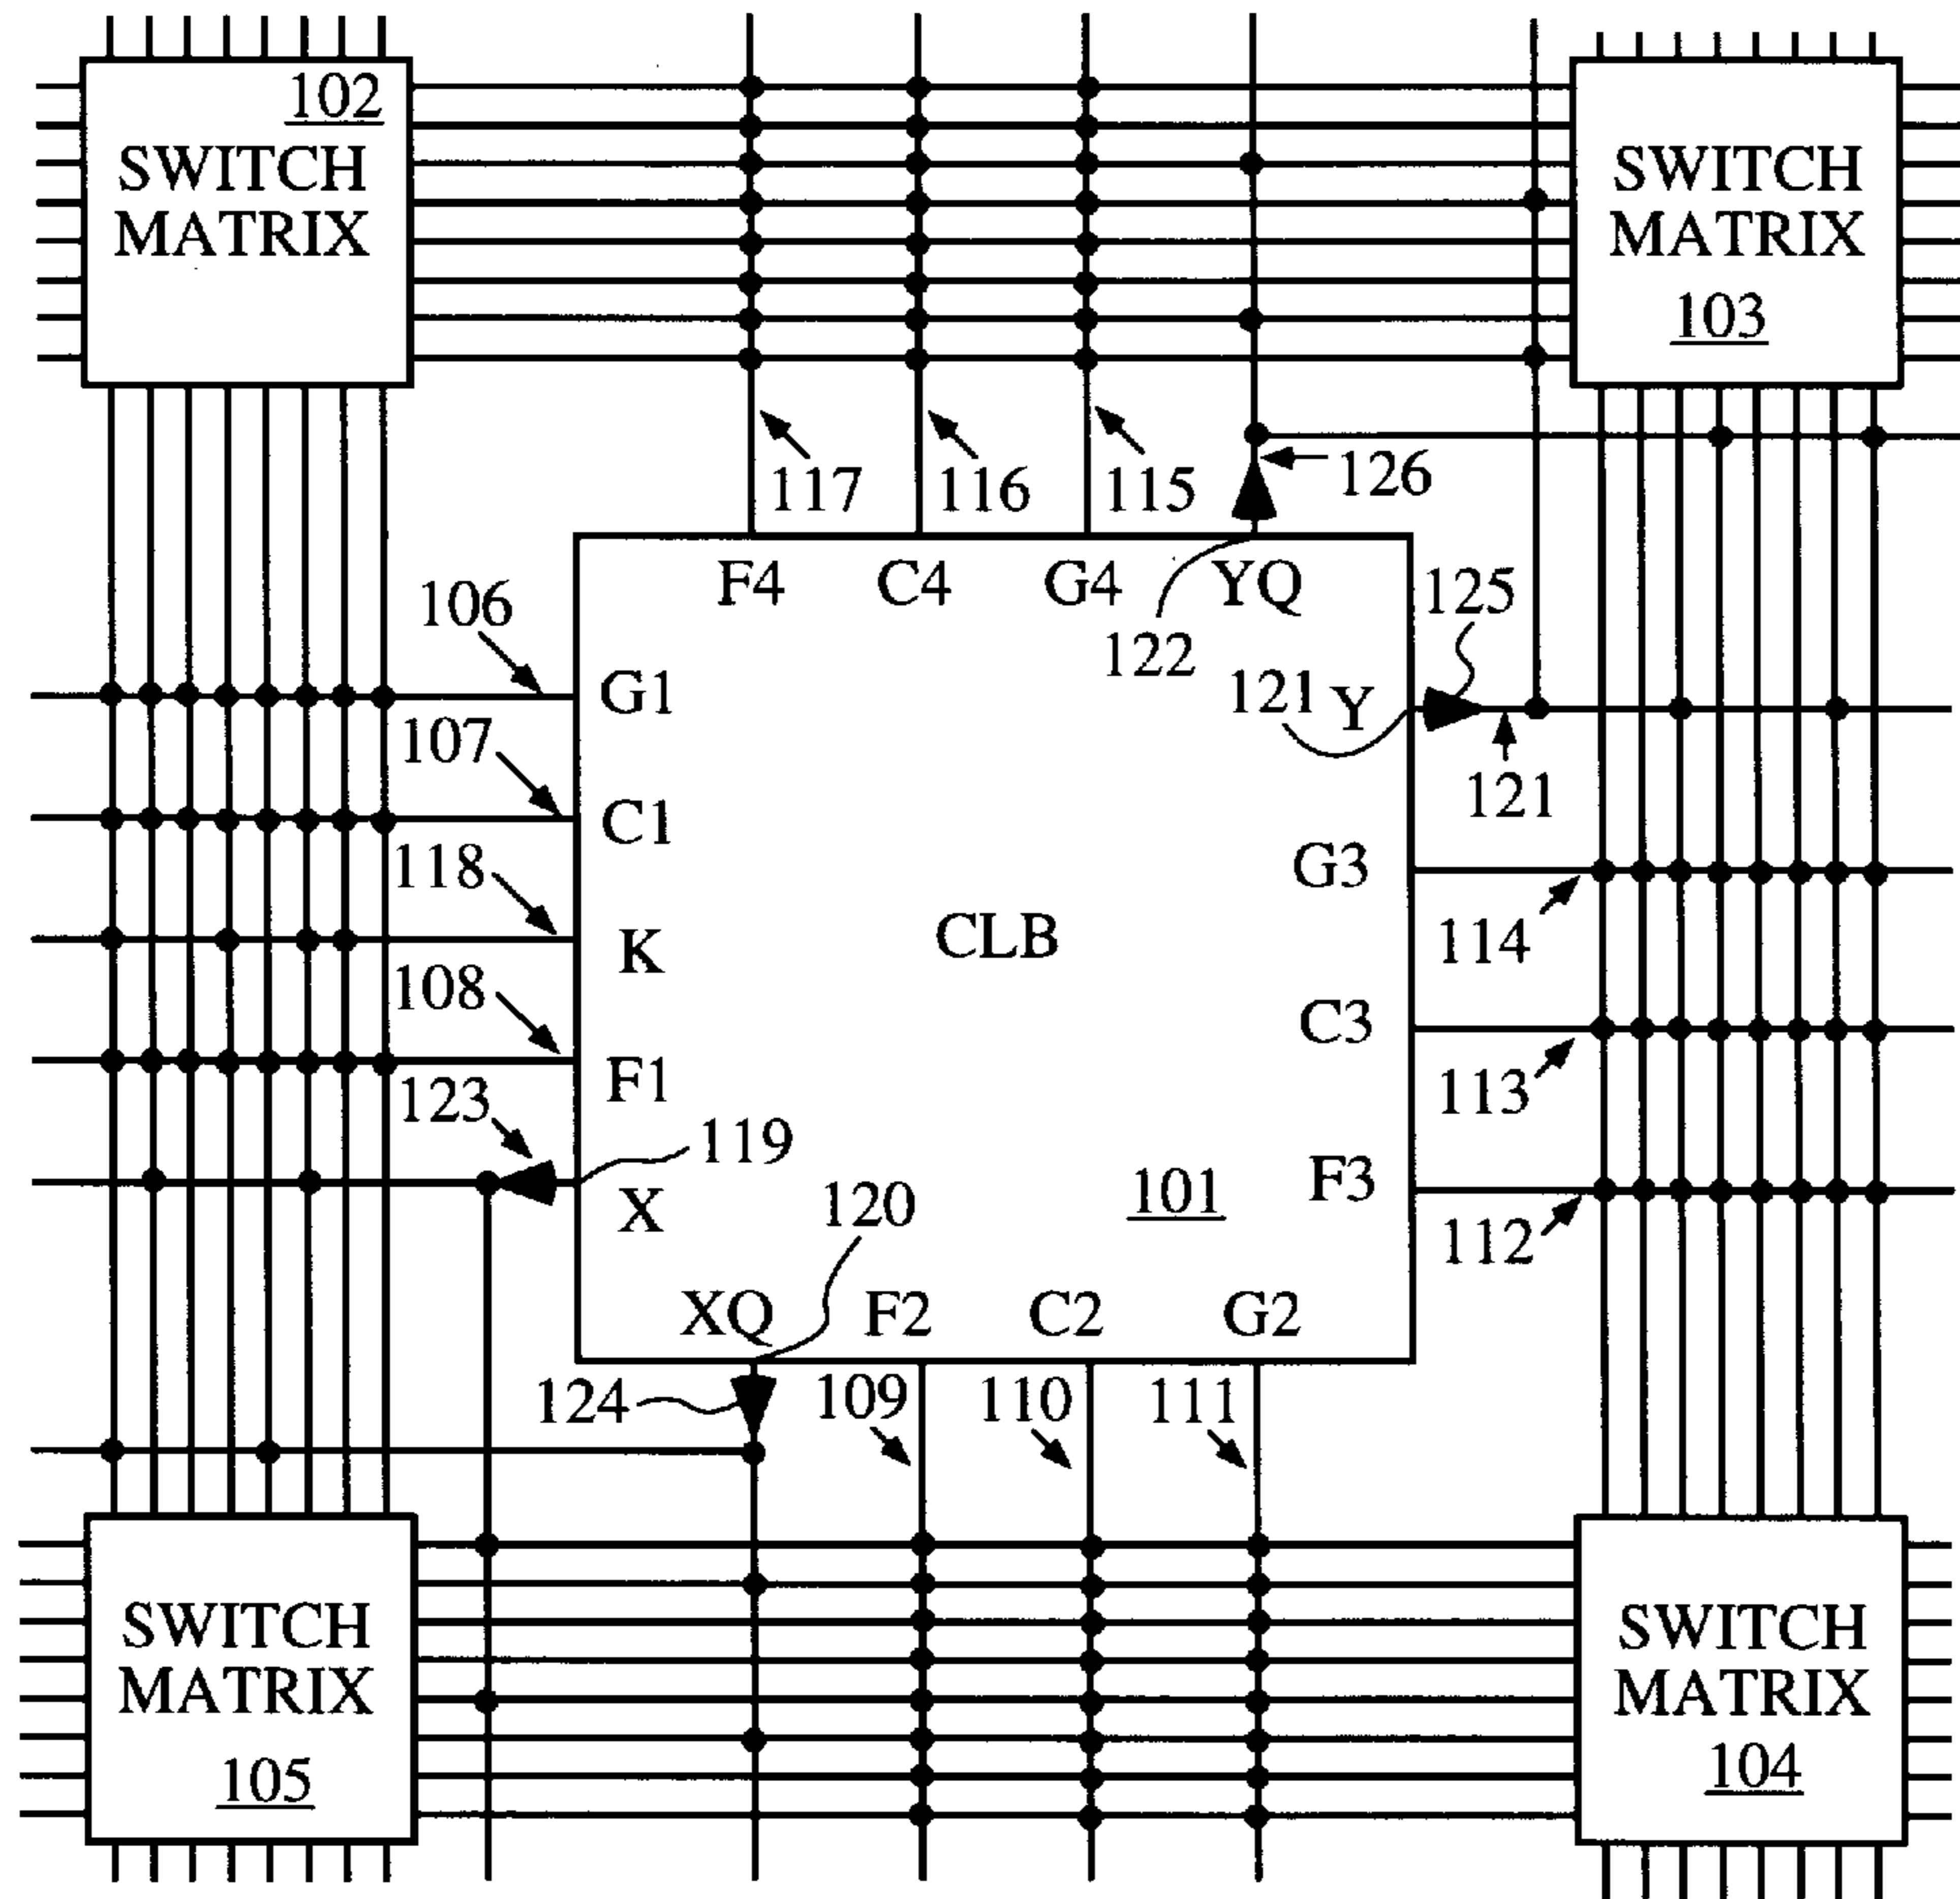 102
SWITCH
MATRIX
SWITCH
MATRIX
103
117
116
115
126
F4
C4
G4
YQ
122
125
106
G1
121
Y
121
107
C1
118
G3
114
K
CLB
108
C3
113
F1
123
119
X
120
101
F3
112
XQ
F2
C2
G2
124
109
110
111
SWITCH
MATRIX
105
SWITCH
MATRIX
104